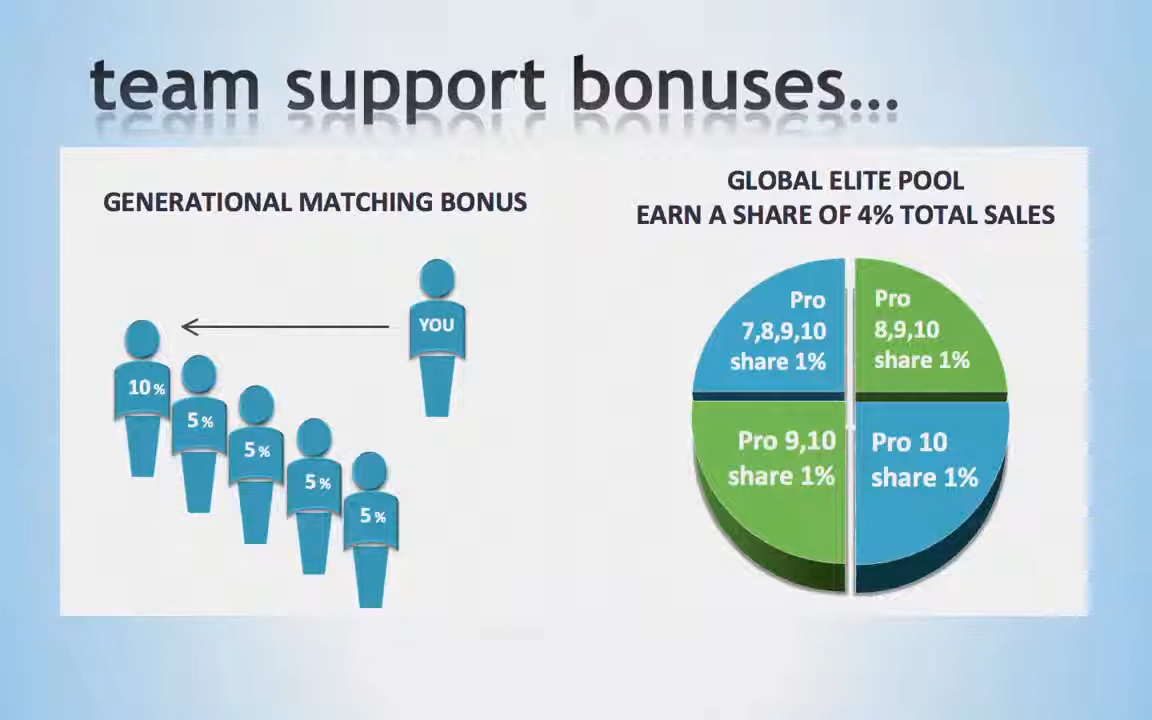 team support bonuses...
GENERATIONAL MATCHING BONUS
YOU
10 %
5 %
5 %
5 %
5 %
GLOBAL ELITE POOL
EARN A SHARE OF 4% TOTAL SALES
Pro
7,8,9,10
share 1%
Pro
8,9,10
share 1%
Pro 9,10
share 1%
Pro 10
share 1%